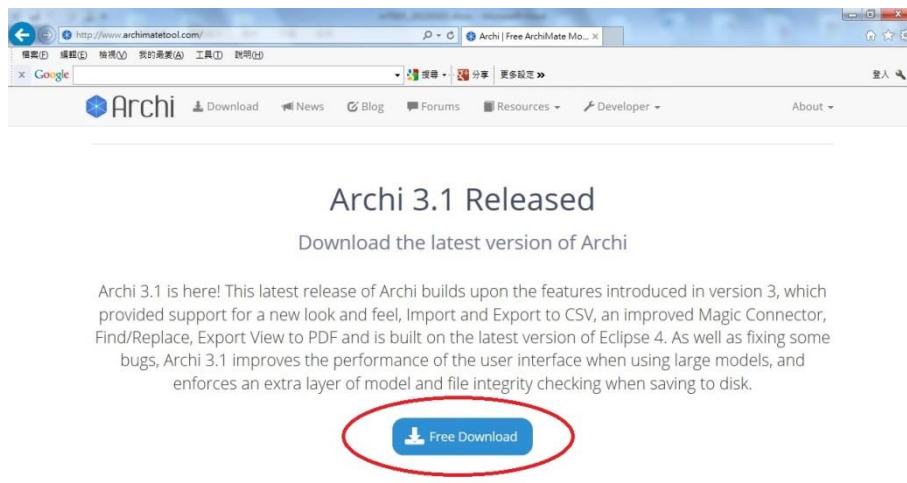 http://www.archimatetool.com/
Archi | Free ArchiMate Mo...
檔案(F) 編輯(E) 檢視(V) 我的最愛(A) 工具(T) 說明(H)
x Google 搜尋 分享 更多設定 » 登入
Archi Download News Blog Forums Resources Developer About
Archi 3.1 Released
Download the latest version of Archi
Archi 3.1 is here! This latest release of Archi builds upon the features introduced in version 3, which
provided support for a new look and feel, Import and Export to CSV, an improved Magic Connector,
Find/Replace, Export View to PDF and is built on the latest version of Eclipse 4. As well as fixing some
bugs, Archi 3.1 improves the performance of the user interface when using large models, and
enforces an extra layer of model and file integrity checking when saving to disk.
Free Download